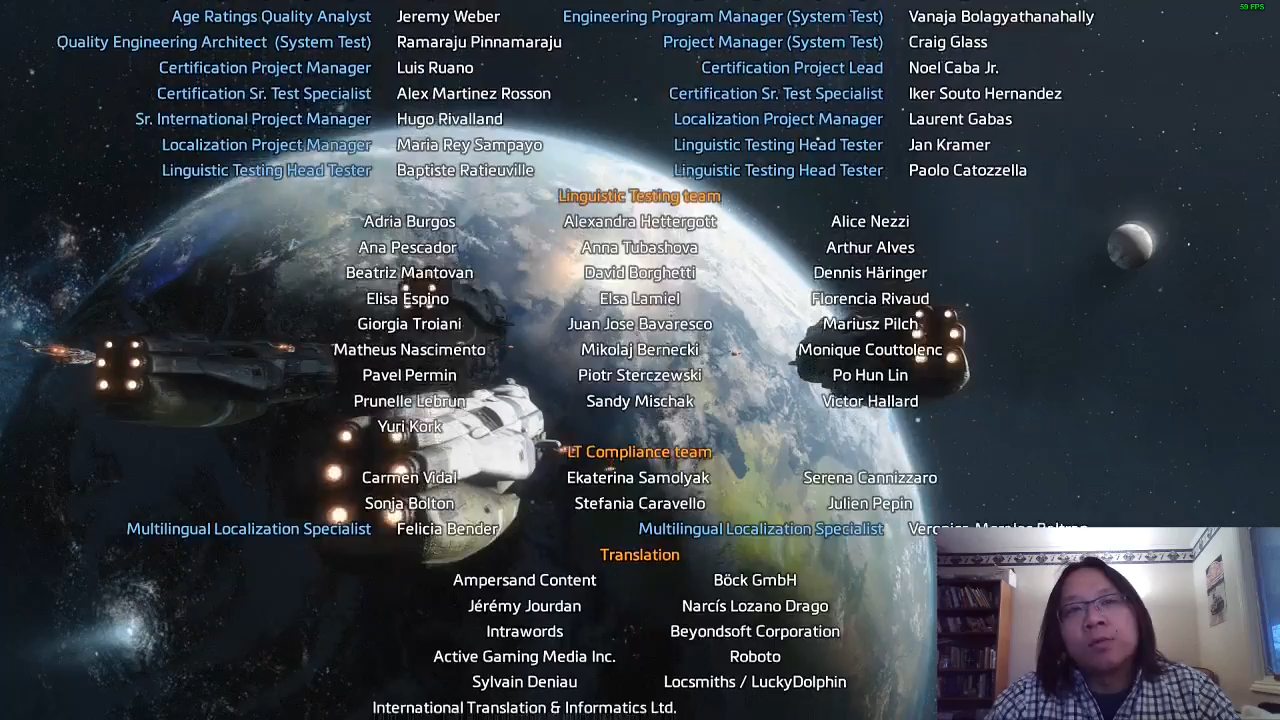 59 FPS
Age Ratings Quality Analyst Jeremy Weber Engineering Program Manager (System Test) Vanaja Bolagyathanahally
Quality Engineering Architect (System Test) Ramaraju Pinnamaraju Project Manager (System Test) Craig Glass
Certification Project Manager Luis Ruano Certification Project Lead Noel Caba Jr.
Certification Sr. Test Specialist Alex Martinez Rosson Certification Sr. Test Specialist Iker Souto Hernandez
Sr. International Project Manager Hugo Rivalland Localization Project Manager Laurent Gabas
Localization Project Manager Maria Rey Sampayo Linguistic Testing Head Tester Jan Kramer
Linguistic Testing Head Tester Baptiste Ratieuville Linguistic Testing Head Tester Paolo Catozzella
Linguistic Testing team
Adria Burgos Alexandra Hettergott Alice Nezzi
Ana Pescador Anna Tubashova Arthur Alves
Beatriz Mantovan David Borghetti Dennis Häringer
Elisa Espino Elsa Lamiel Florencia Rivaud
Giorgia Troiani Juan Jose Bavaresco Mariusz Pilch
Matheus Nascimento Mikolaj Bernecki Monique Couttolenc
Pavel Permin Piotr Sterczewski Po Hun Lin
Prunelle Lebrun Sandy Mischak Victor Hallard
Yuri Kork
LT Compliance team
Carmen Vidal Ekaterina Samolyak Serena Cannizzaro
Sonja Bolton Stefania Caravello Julien Pepin
Multilingual Localization Specialist Felicia Bender Multilingual Localization Specialist
Translation
Ampersand Content Böck GmbH
Jérémy Jourdan Narcís Lozano Drago
Intrawords Beyondsoft Corporation
Active Gaming Media Inc. Roboto
Sylvain Deniau Locsmiths / LuckyDolphin
International Translation & Informatics Ltd.